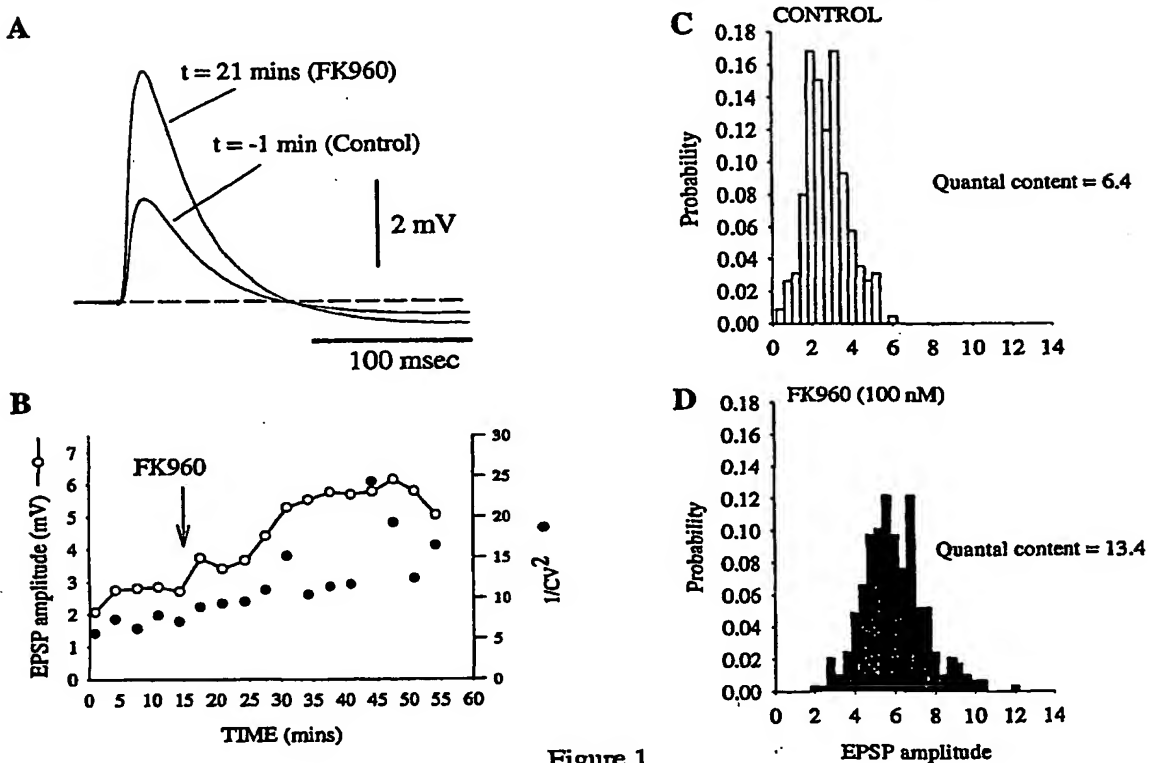 A
t = 21 mins (FK960)
t = -1 min (Control)
2 mV
100 msec
B
EPSP amplitude (mV)
7
6
5
4
3
2
1
0
FK960
30
25
20
15
10
5
0
1/CV²
0 5 10 15 20 25 30 35 40 45 50 55 60
TIME (mins)
C
CONTROL
Probability
0.18
0.16
0.14
0.12
0.10
0.08
0.06
0.04
0.02
0.00
Quantal content = 6.4
0 2 4 6 8 10 12 14
D
FK960 (100 nM)
Probability
0.18
0.16
0.14
0.12
0.10
0.08
0.06
0.04
0.02
0.00
Quantal content = 13.4
0 2 4 6 8 10 12 14
EPSP amplitude
Figure 1